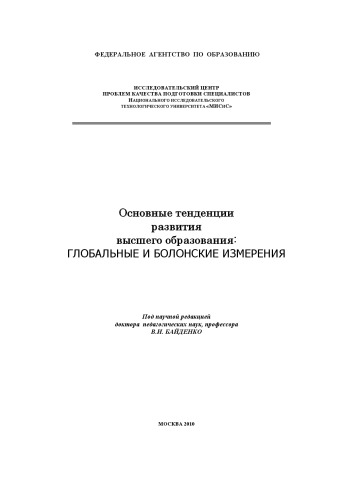 ФЕДЕРАЛЬНОЕ АГЕНТСТВО ПО ОБРАЗОВАНИЮ
ИССЛЕДОВАТЕЛЬСКИЙ ЦЕНТР
ПРОБЛЕМ КАЧЕСТВА ПОДГОТОВКИ СПЕЦИАЛИСТОВ
НАЦИОНАЛЬНОГО ИССЛЕДОВАТЕЛЬСКОГО
ТЕХНОЛОГИЧЕСКОГО УНИВЕРСИТЕТА «МИСиС»
Основные тенденции
развития
высшего образования:
ГЛОБАЛЬНЫЕ И БОЛОНСКИЕ ИЗМЕРЕНИЯ
Под научной редакцией
доктора педагогических наук, профессора
В.И. БАЙДЕНКО
МОСКВА 2010